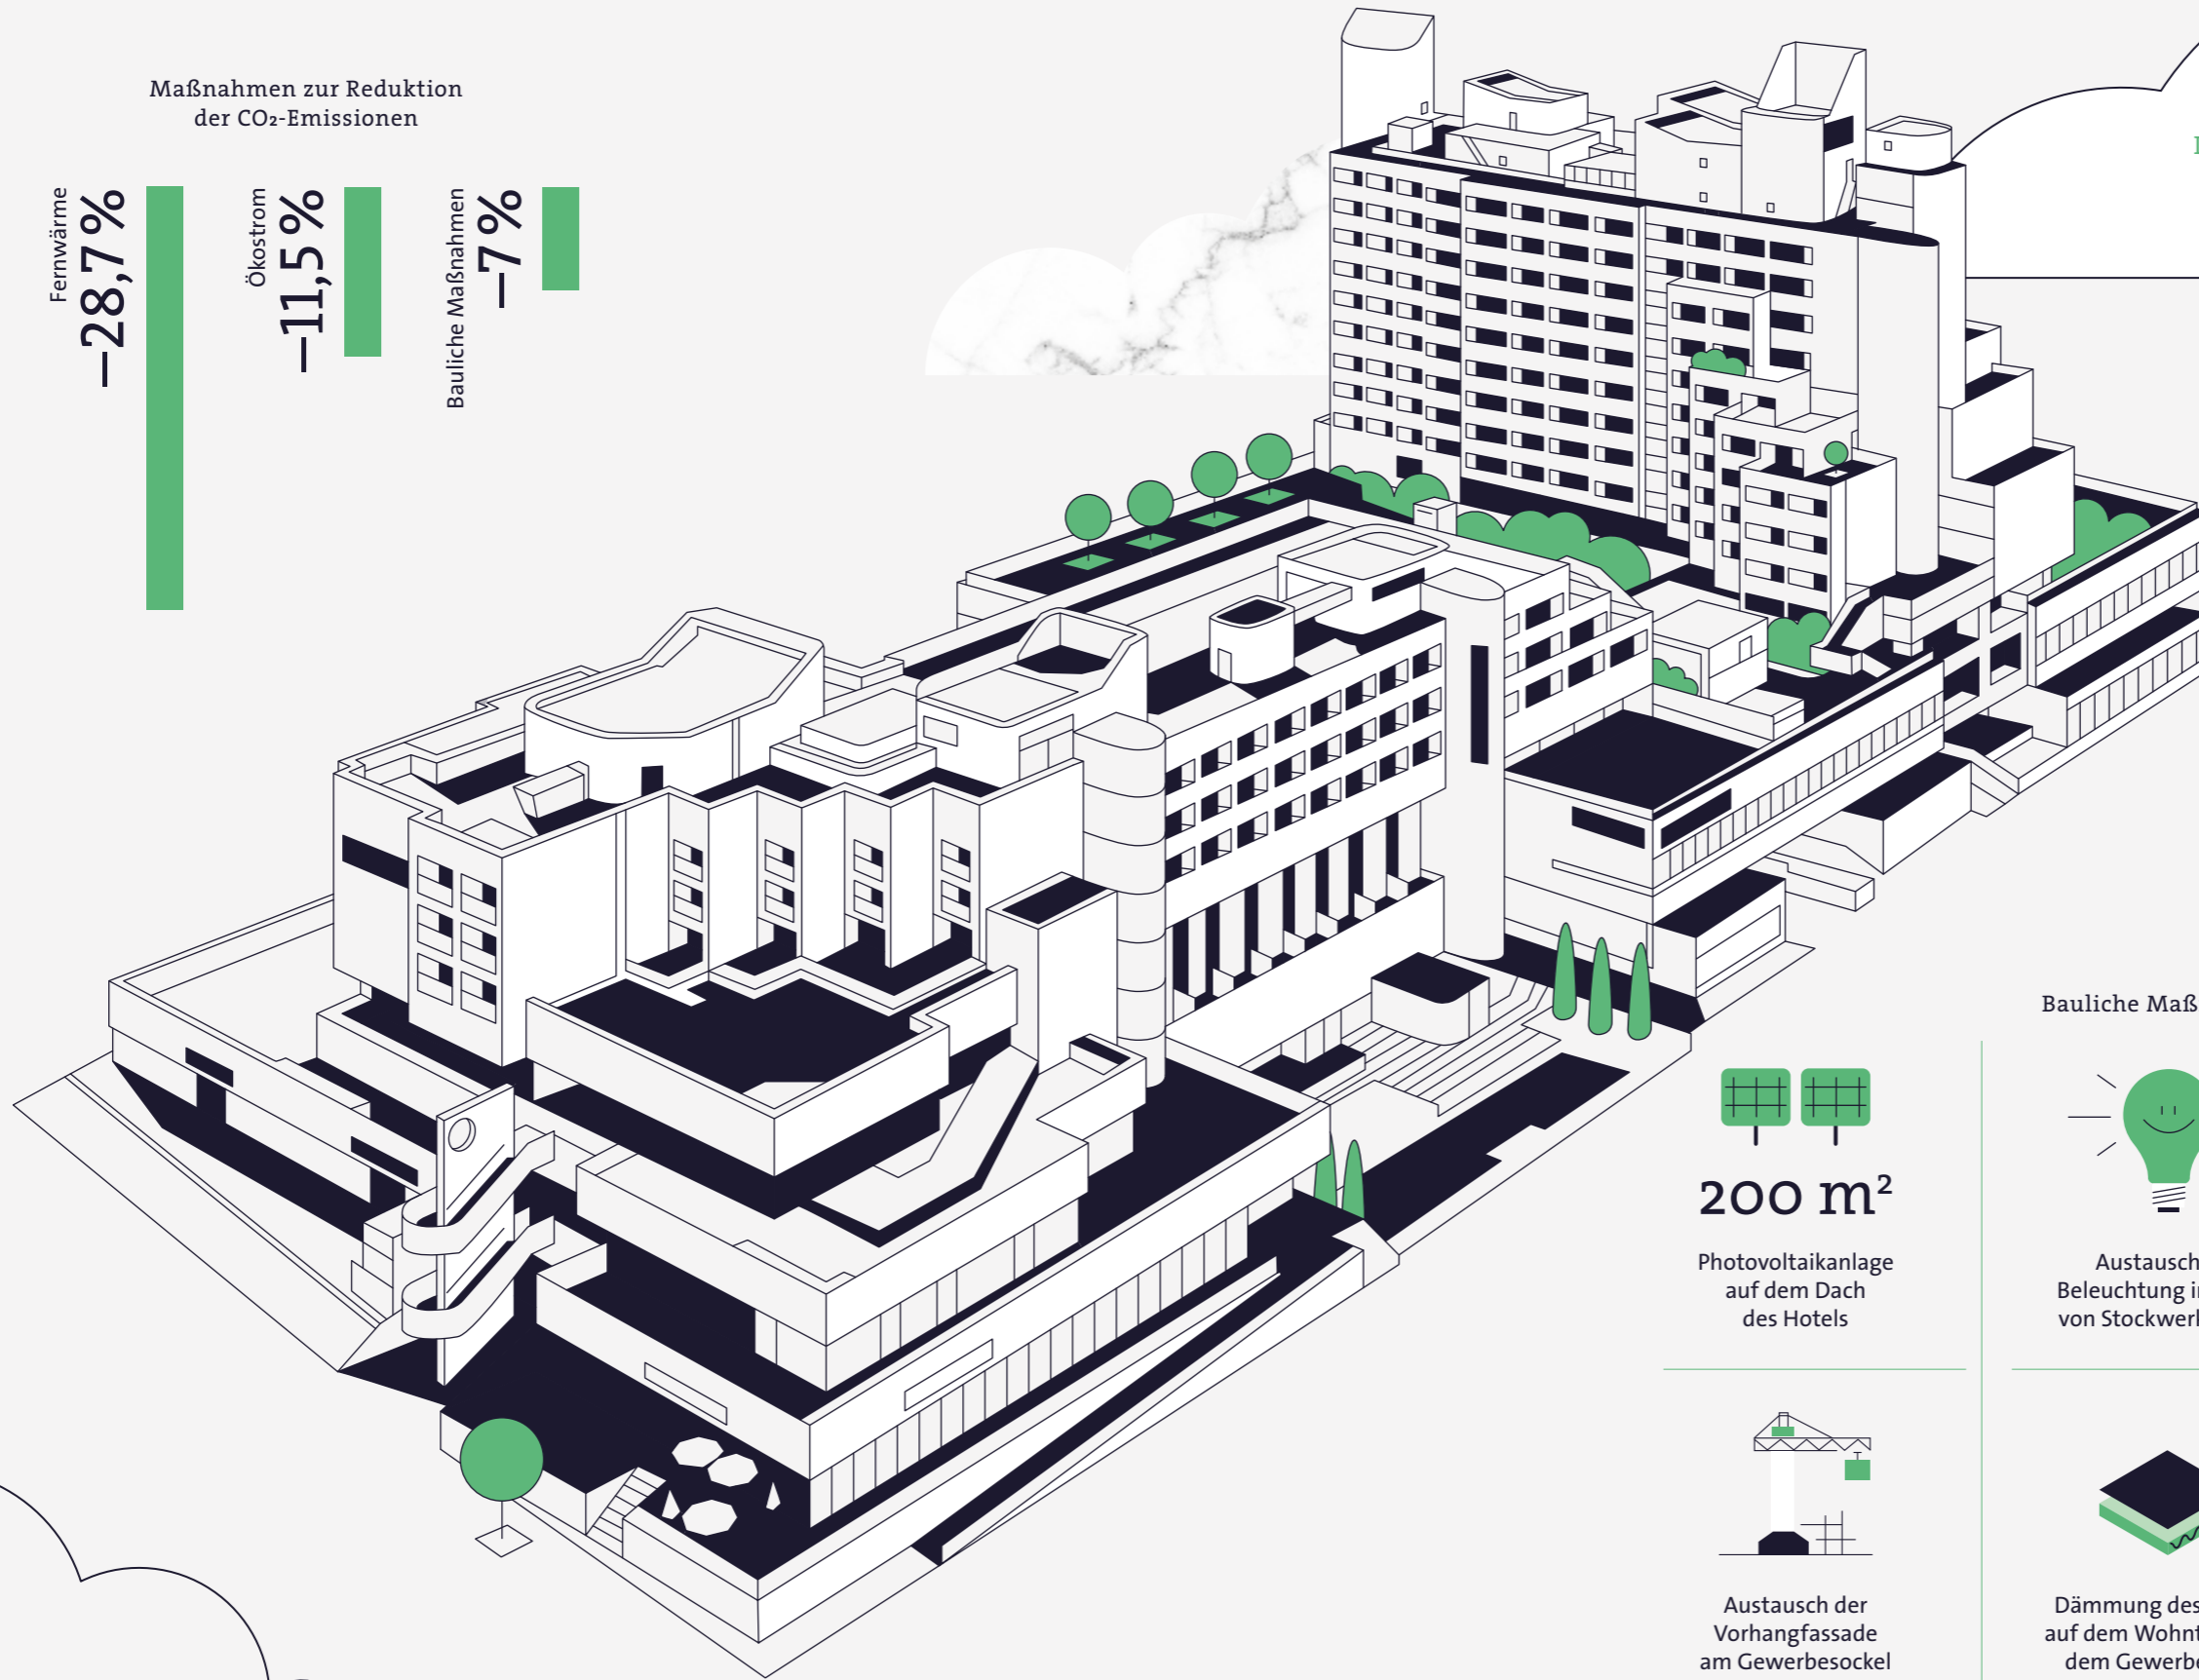 Maßnahmen zur Reduktion
der CO₂-Emissionen
Fernwärme
–28,7 %
Ökostrom
–11,5 %
Bauliche Maßnahmen
–7 %
Bauliche Maß
200 m²
Photovoltaikanlage
auf dem Dach
des Hotels
Austausch
Beleuchtung
von Stockwer
Austausch der
Vorhangfassade
am Gewerbesockel
Dämmung des
auf dem Wohn
dem Gewerbe